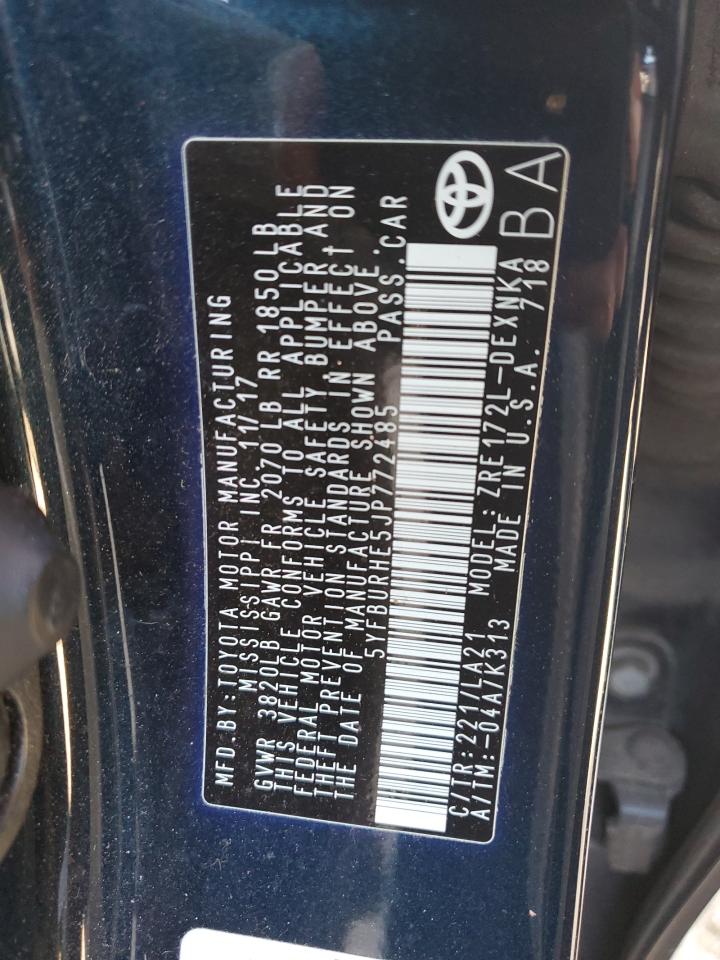 MFD.BY:TOYOTA MOTOR MANUFACTURING
MISSISSIPPI INC. 11/17
GVWR 3820LB GAWR FR 2070LB RR 1850LB
THIS VEHICLE CONFORMS TO ALL APPLICABLE
FEDERAL MOTOR VEHICLE SAFETY, BUMPER, AND
THEFT PREVENTION STANDARDS IN EFFECT ON
THE DATE OF MANUFACTURE SHOWN ABOVE.
5YFBURHE5JP772485 PASS.CAR
C/TR:221/LA21 MODEL:ZRE172L-DEXNKA
A/TM:-04A/K313 MADE IN U.S.A. 718
BA